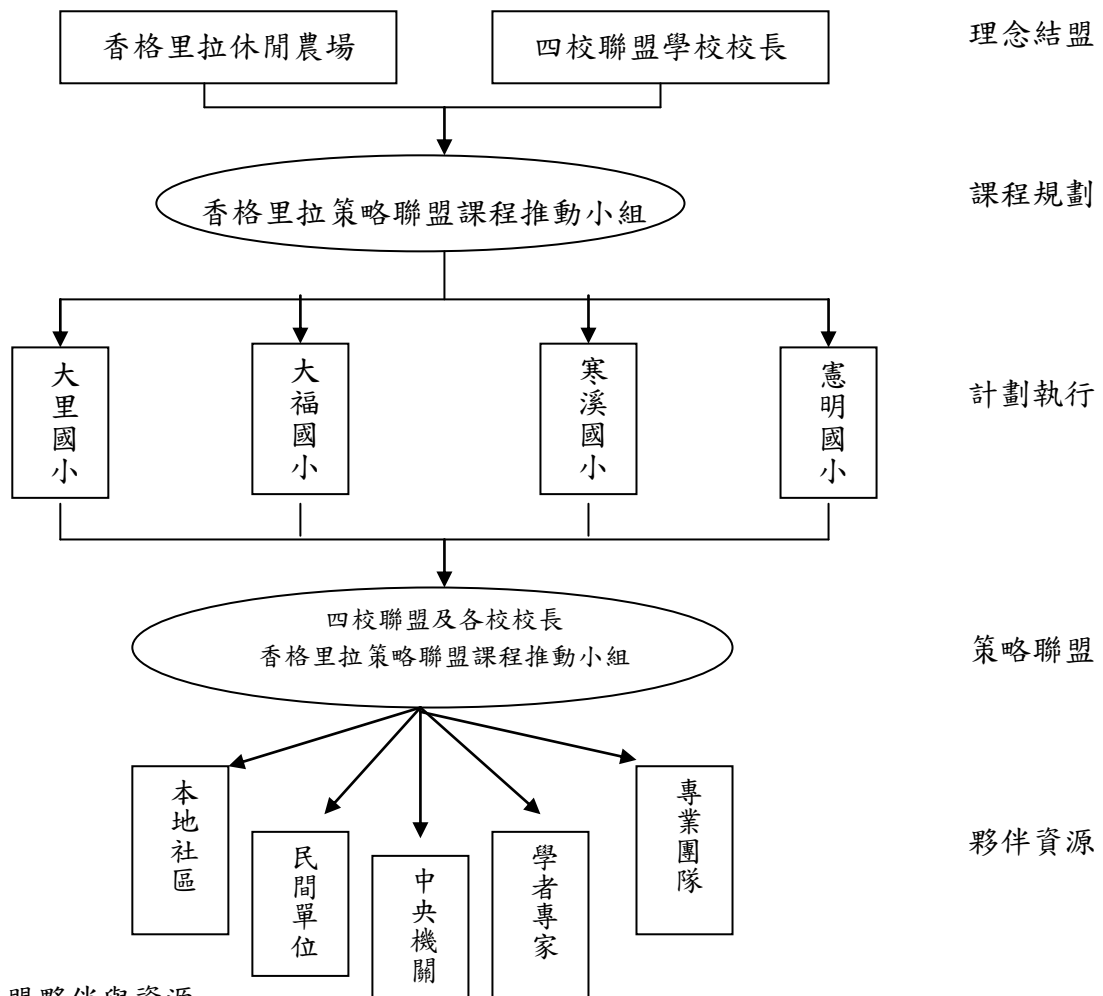 香格里拉休閒農場
四校聯盟學校校長
理念結盟
香格里拉策略聯盟課程推動小組
課程規劃
大里國小
大福國小
寒溪國小
憲明國小
計劃執行
四校聯盟及各校校長
香格里拉策略聯盟課程推動小組
策略聯盟
本地社區
民間單位
中央機關
學者專家
專業團隊
夥伴資源